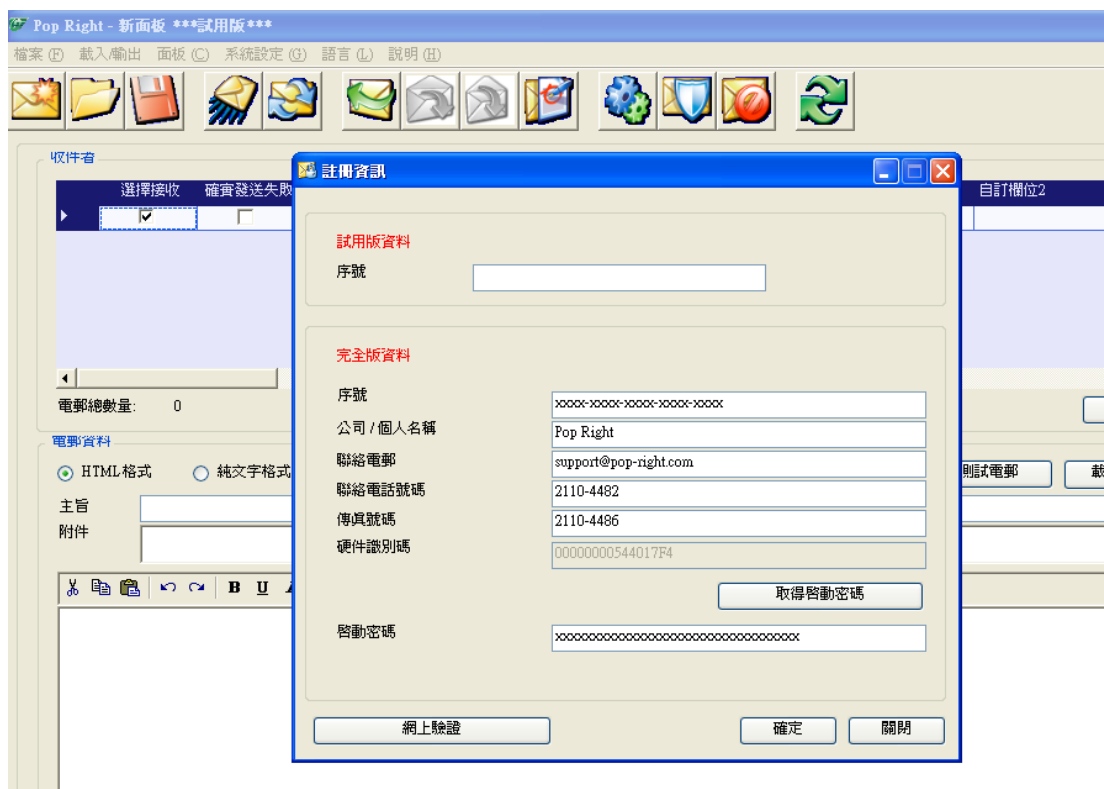 Pop Right - 新面板 ***試用版***
檔案 (F) 載入/輸出 面板 (C) 系統設定 (G) 語言 (L) 說明 (H)
收件者
選擇接收 確實發送失敗 自訂欄位2
電郵總數量: 0
電郵資料
HTML 格式 純文字格式 測試電郵 載
主旨
附件
B U
註冊資訊
試用版資料
序號
完全版資料
序號 xxxx-xxxx-xxxx-xxxx-xxxx
公司 / 個人名稱 Pop Right
聯絡電郵 support@pop-right.com
聯絡電話號碼 2110-4482
傳真號碼 2110-4486
硬件識別碼 00000000544017F4
取得啓動密碼
啓動密碼 xxxxxxxxxxxxxxxxxxxxxxxxxxxxxxxxxxx
網上驗證 確定 關閉